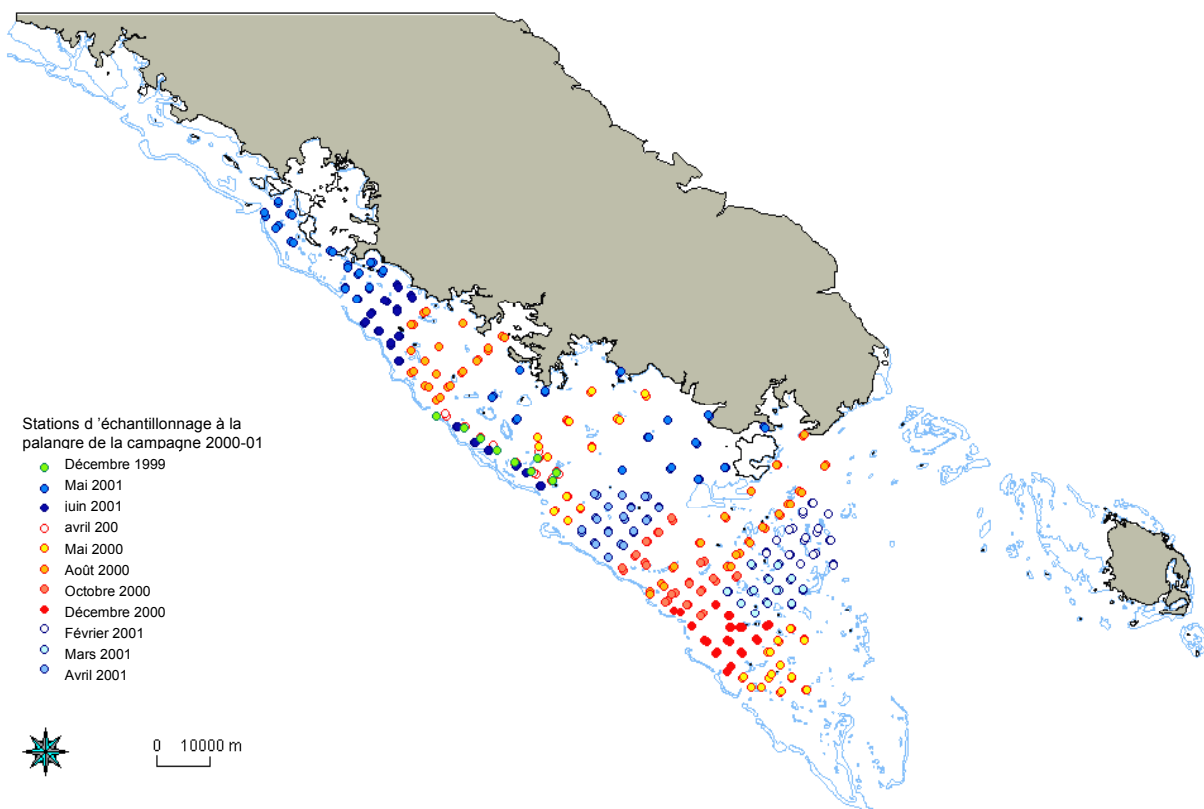 Stations d 'échantillonnage à la
palangre de la campagne 2000-01
Décembre 1999
Mai 2001
juin 2001
avril 200
Mai 2000
Août 2000
Octobre 2000
Décembre 2000
Février 2001
Mars 2001
Avril 2001
0 10000 m